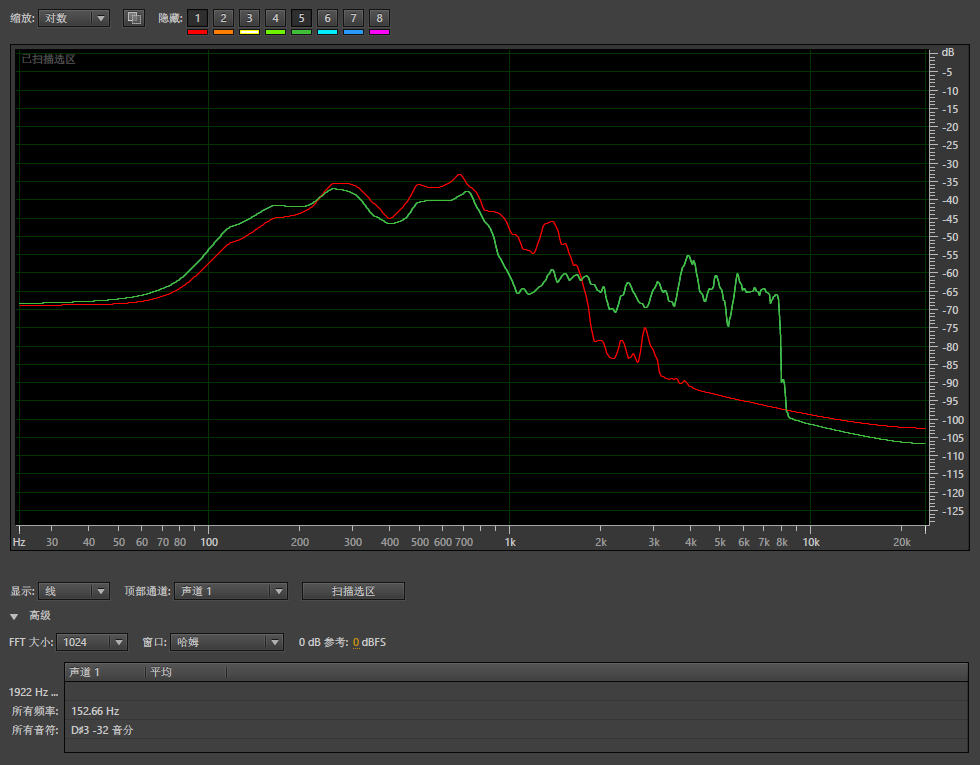 缩放: 对数 隐藏: 1 2 3 4 5 6 7 8
已扫描选区
dB
-5
-10
-15
-20
-25
-30
-35
-40
-45
-50
-55
-60
-65
-70
-75
-80
-85
-90
-95
-100
-105
-110
-115
-120
-125
Hz 30 40 50 60 70 80 100 200 300 400 500 600 700 1k 2k 3k 4k 5k 6k 7k 8k 10k 20k
显示: 线 顶部通道: 声道 1 扫描选区
高级
FFT 大小: 1024 窗口: 哈姆 0 dB 参考: 0 dBFS
声道 1 平均
1922 Hz ...
所有频率: 152.66 Hz
所有音符: D♯3 -32 音分